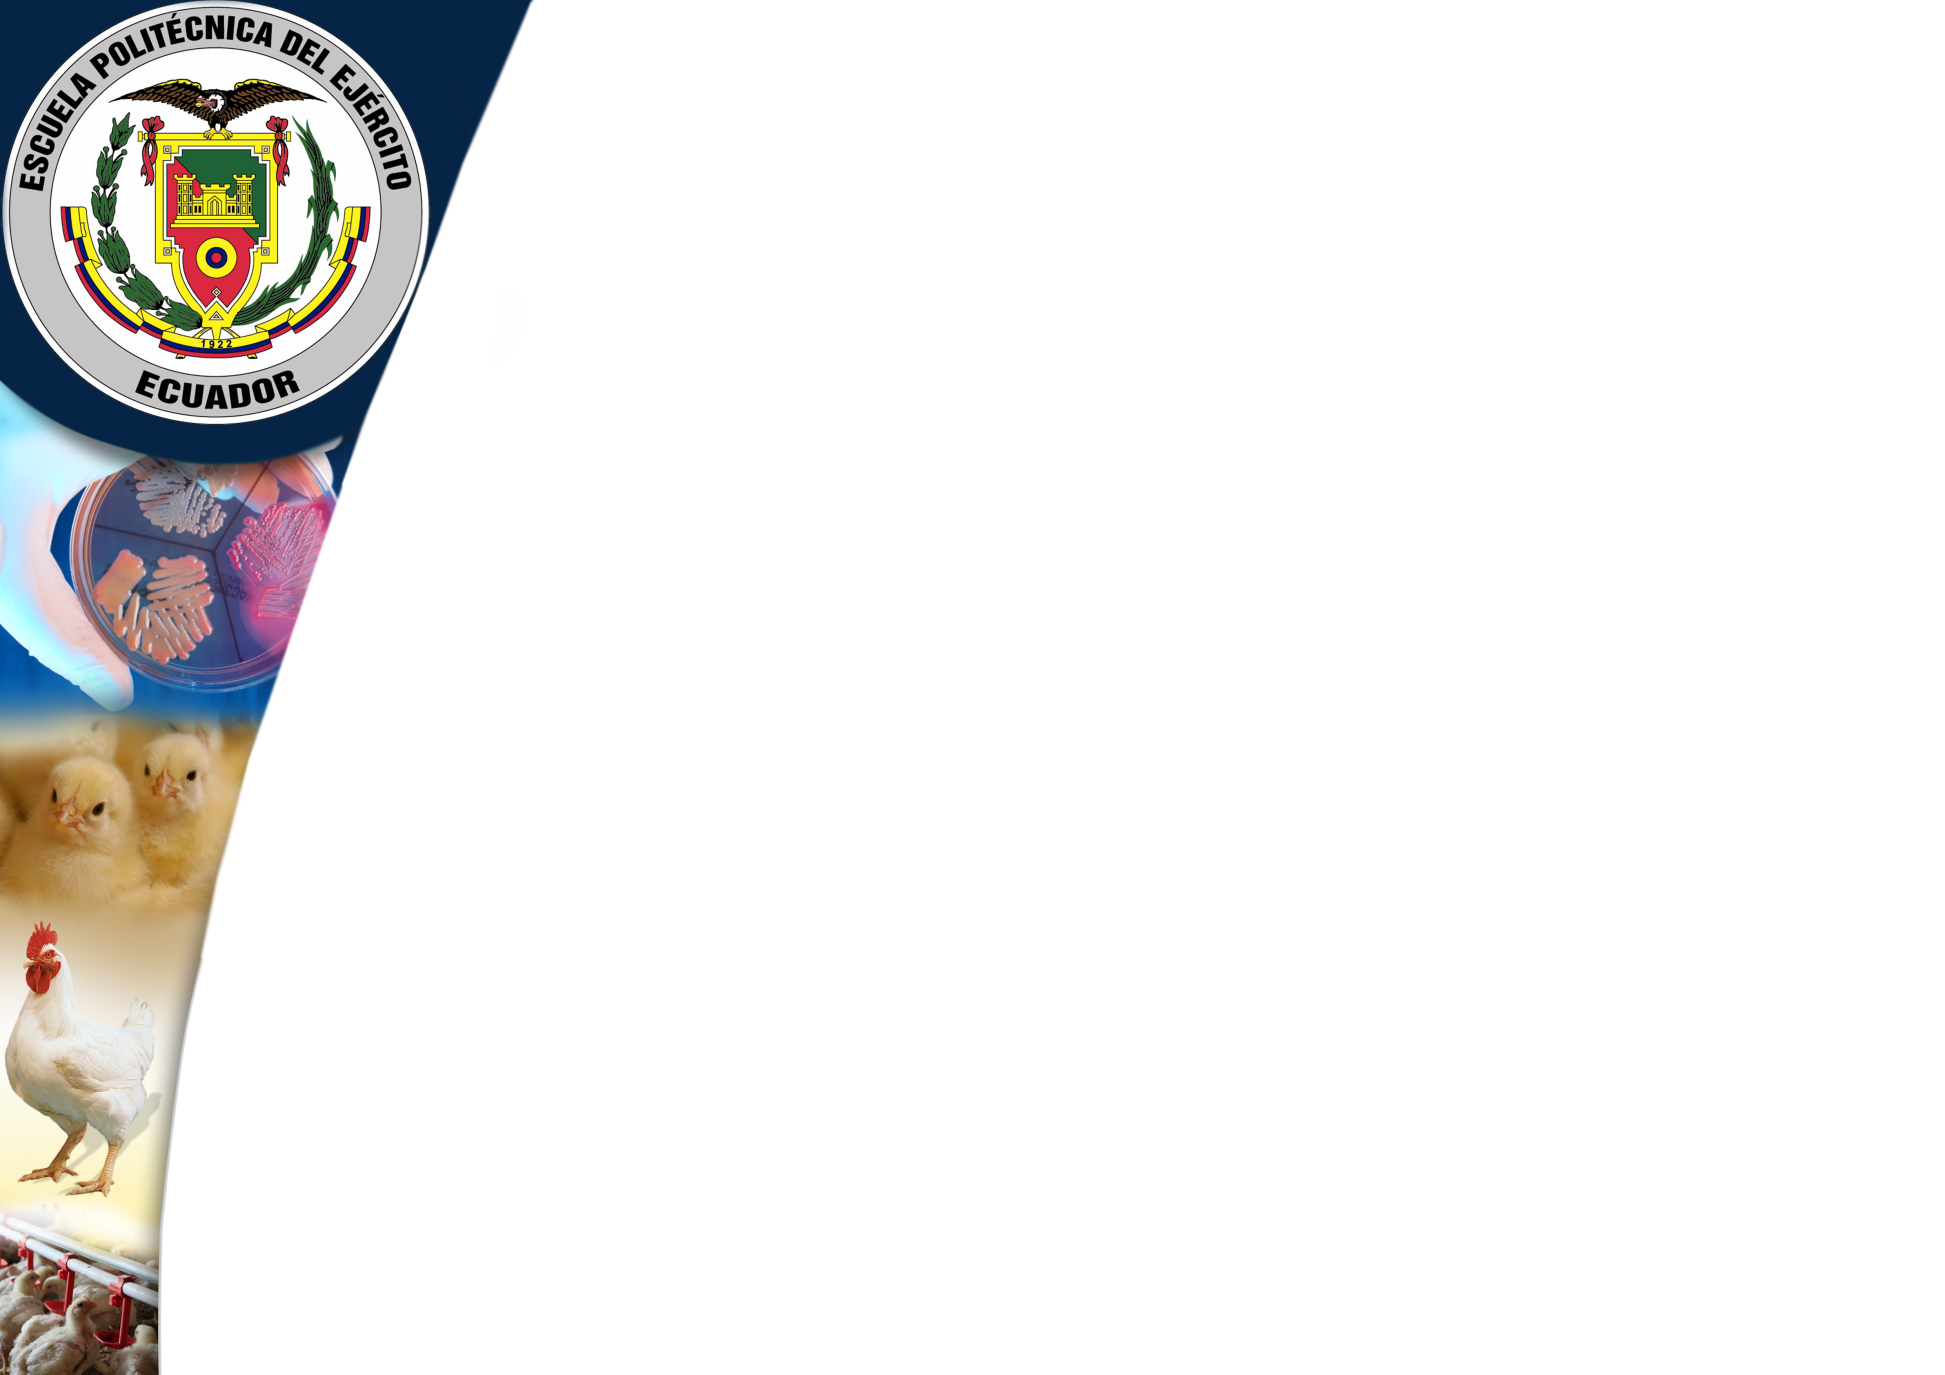 ESCUELA POLITÉCNICA DEL EJÉRCITO
1922
ECUADOR